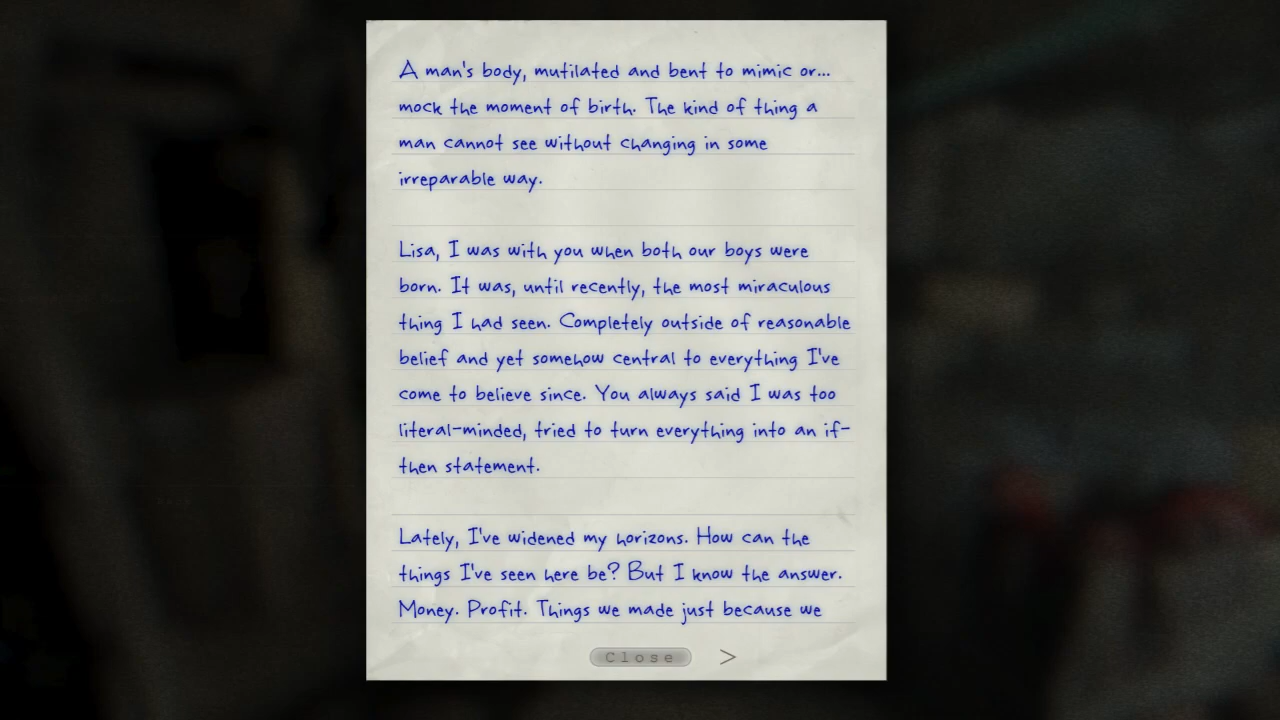 A man's body, mutilated and bent to mimic or...
mock the moment of birth. The kind of thing a
man cannot see without changing in some
irreparable way.
Lisa, I was with you when both our boys were
born. It was, until recently, the most miraculous
thing I had seen. Completely outside of reasonable
belief and yet somehow central to everything I've
come to believe since. You always said I was too
literal-minded, tried to turn everything into an if-
then statement.
Lately, I've widened my horizons. How can the
things I've seen here be? But I know the answer.
Money. Profit. Things we made just because we
Close >